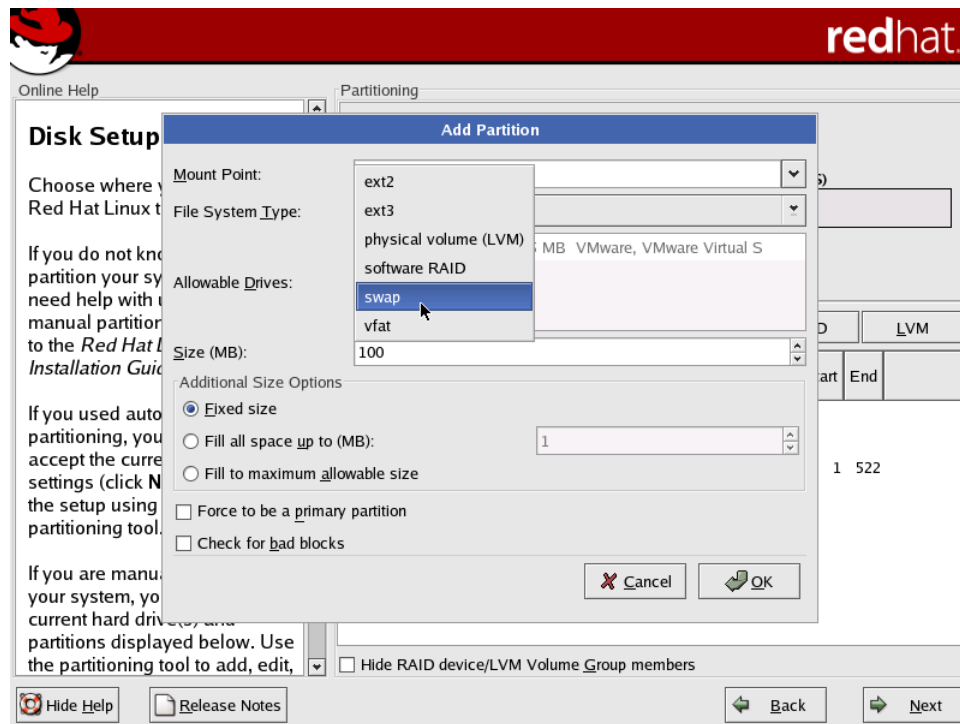 redhat.
Online Help
Disk Setup
Choose where
Red Hat Linux t
If you do not kno
partition your sy
need help with
manual partition
to the Red Hat
Installation Guid
If you used auto
partitioning, you
accept the curre
settings (click N
the setup using
partitioning tool.
If you are manu
your system, yo
current hard drive(s) and
partitions displayed below. Use
the partitioning tool to add, edit,
Partitioning
Add Partition
Mount Point:
File System Type:
Allowable Drives:
MB VMware, VMware Virtual S
ext2
ext3
physical volume (LVM)
software RAID
swap
vfat
Size (MB):
100
Additional Size Options
Fixed size
Fill all space up to (MB):
1
Fill to maximum allowable size
Force to be a primary partition
Check for bad blocks
Cancel
OK
s)
D
LVM
art
End
1 522
Hide RAID device/LVM Volume Group members
Hide Help
Release Notes
Back
Next